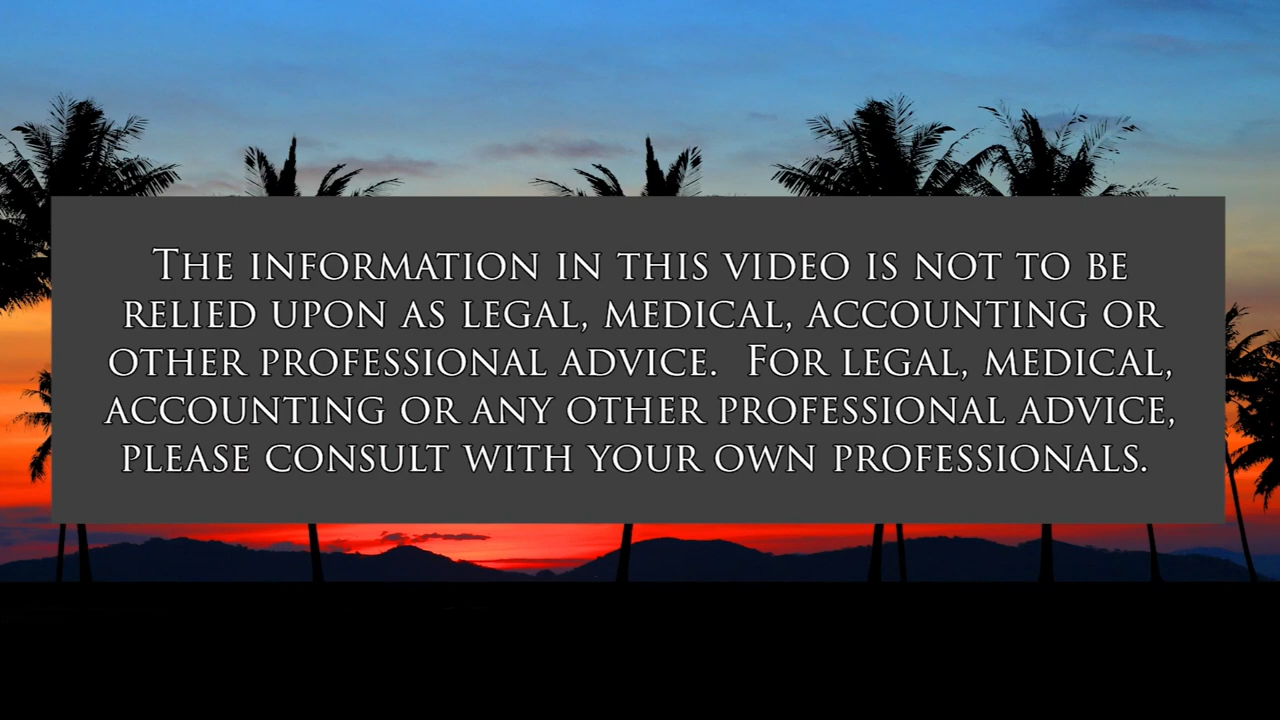 The information in this video is not to be
relied upon as legal, medical, accounting or
other professional advice.  For legal, medical,
accounting or any other professional advice,
please consult with your own professionals.